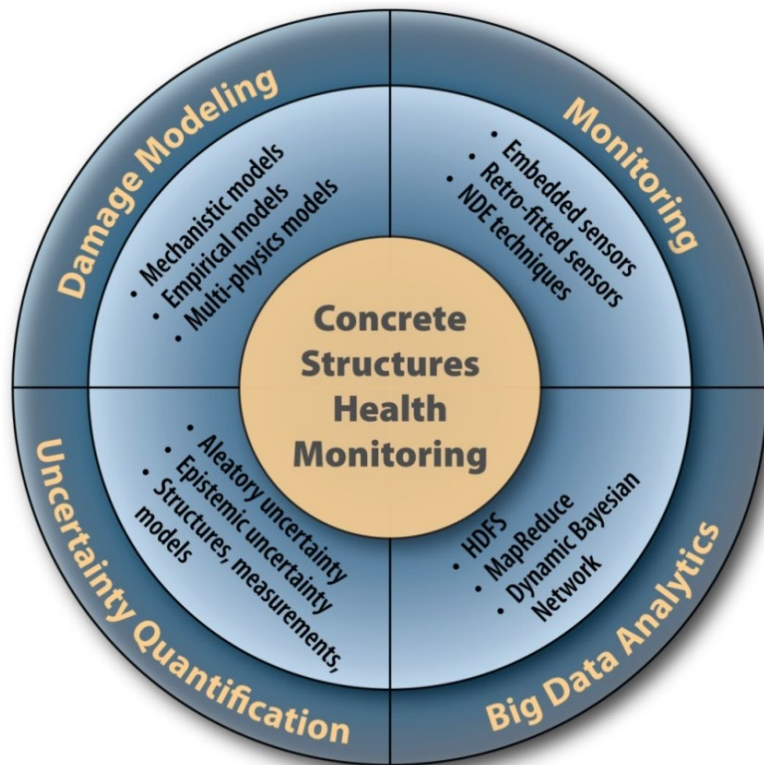 Damage Modeling
• Mechanistic models
• Empirical models
• Multi-physics models
Monitoring
• Embedded sensors
• Retro-fitted sensors
• NDE techniques
Concrete
Structures
Health
Monitoring
Uncertainty Quantification
• Aleatory uncertainty
• Epistemic uncertainty
• Structures, measurements,
models
Big Data Analytics
• HDFS
• MapReduce
• Dynamic Bayesian
Network